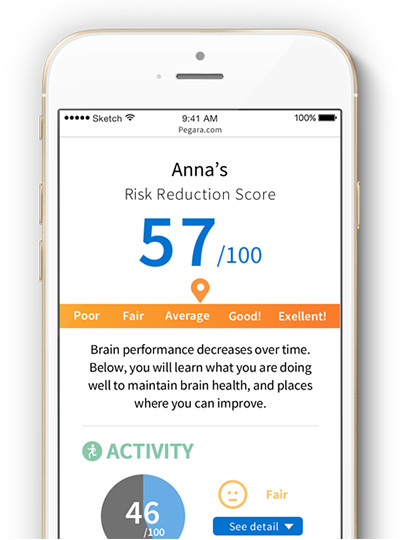 ●●●●● Sketch 9:41 AM 100%
Pegara.com
Anna’s
Risk Reduction Score
57/100
Poor Fair Average Good! Exellent!
Brain performance decreases over time.
Below, you will learn what you are doing
well to maintain brain health, and places
where you can improve.
ACTIVITY
46/100
Fair
See detail ▼